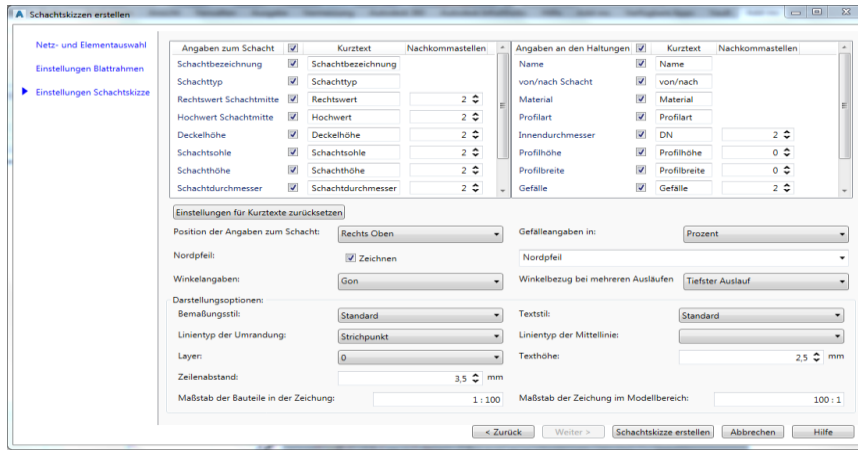 Schachtskizzen erstellen
Netz- und Elementauswahl
Einstellungen Blattrahmen
Einstellungen Schachtskizze
Angaben zum Schacht Kurztext Nachkommastellen Angaben an den Haltungen Kurztext Nachkommastellen
Schachtbezeichnung Schachtbezeichnung Name Name
Schachttyp Schachttyp von/nach Schacht von/nach
Rechtswert Schachtmitte Rechtswert 2 Material Material
Hochwert Schachtmitte Hochwert 2 Profilart Profilart
Deckelhöhe Deckelhöhe 2 Innendurchmesser DN 2
Schachtsohle Schachtsohle 2 Profilhöhe Profilhöhe 0
Schachthöhe Schachthöhe 2 Profilbreite Profilbreite 0
Schachtdurchmesser Schachtdurchmesser 2 Gefälle Gefälle 2
Einstellungen für Kurztexte zurücksetzen
Position der Angaben zum Schacht: Rechts Oben Gefälleangaben in: Prozent
Nordpfeil: Zeichnen Nordpfeil
Winkelangaben: Gon Winkelbezug bei mehreren Ausläufen Tiefster Auslauf
Darstellungsoptionen:
Bemaßungsstil: Standard Textstil: Standard
Linientyp der Umrandung: Strichpunkt Linientyp der Mittellinie:
Layer: 0 Texthöhe: 2,5 mm
Zeilenabstand: 3,5 mm
Maßstab der Bauteile in der Zeichung: 1 : 100 Maßstab der Zeichung im Modellbereich: 100 : 1
< Zurück Weiter > Schachtskizze erstellen Abbrechen Hilfe